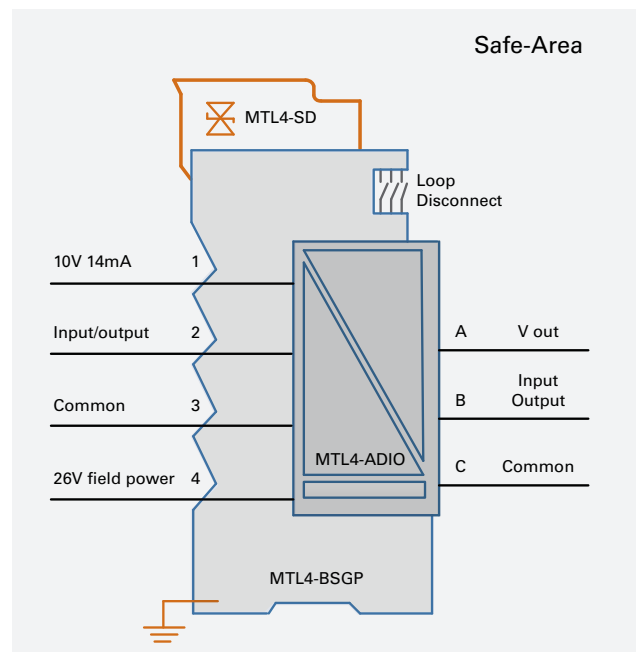 Safe-Area
MTL4-SD
Loop
Disconnect
10V 14mA
1
Input/output
2
Common
3
26V field power
4
A
V out
B
Input
Output
C
Common
MTL4-ADIO
MTL4-BSGP